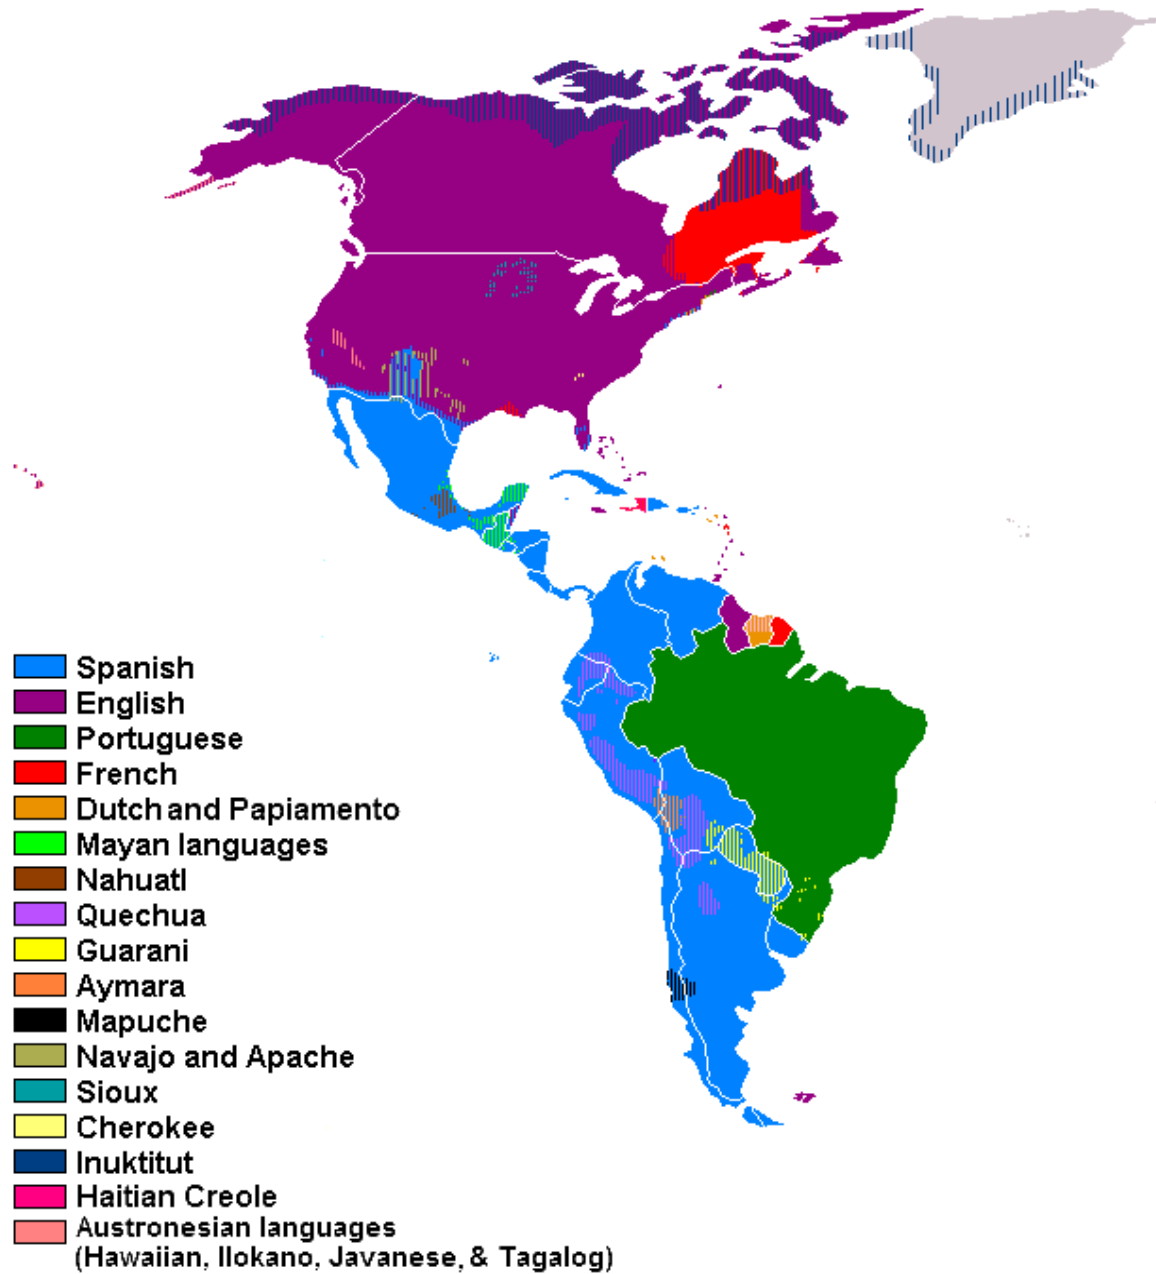 Spanish
English
Portuguese
French
Dutch and Papiamento
Mayan languages
Nahuatl
Quechua
Guarani
Aymara
Mapuche
Navajo and Apache
Sioux
Cherokee
Inuktitut
Haitian Creole
Austronesian languages
(Hawaiian, Ilokano, Javanese, & Tagalog)